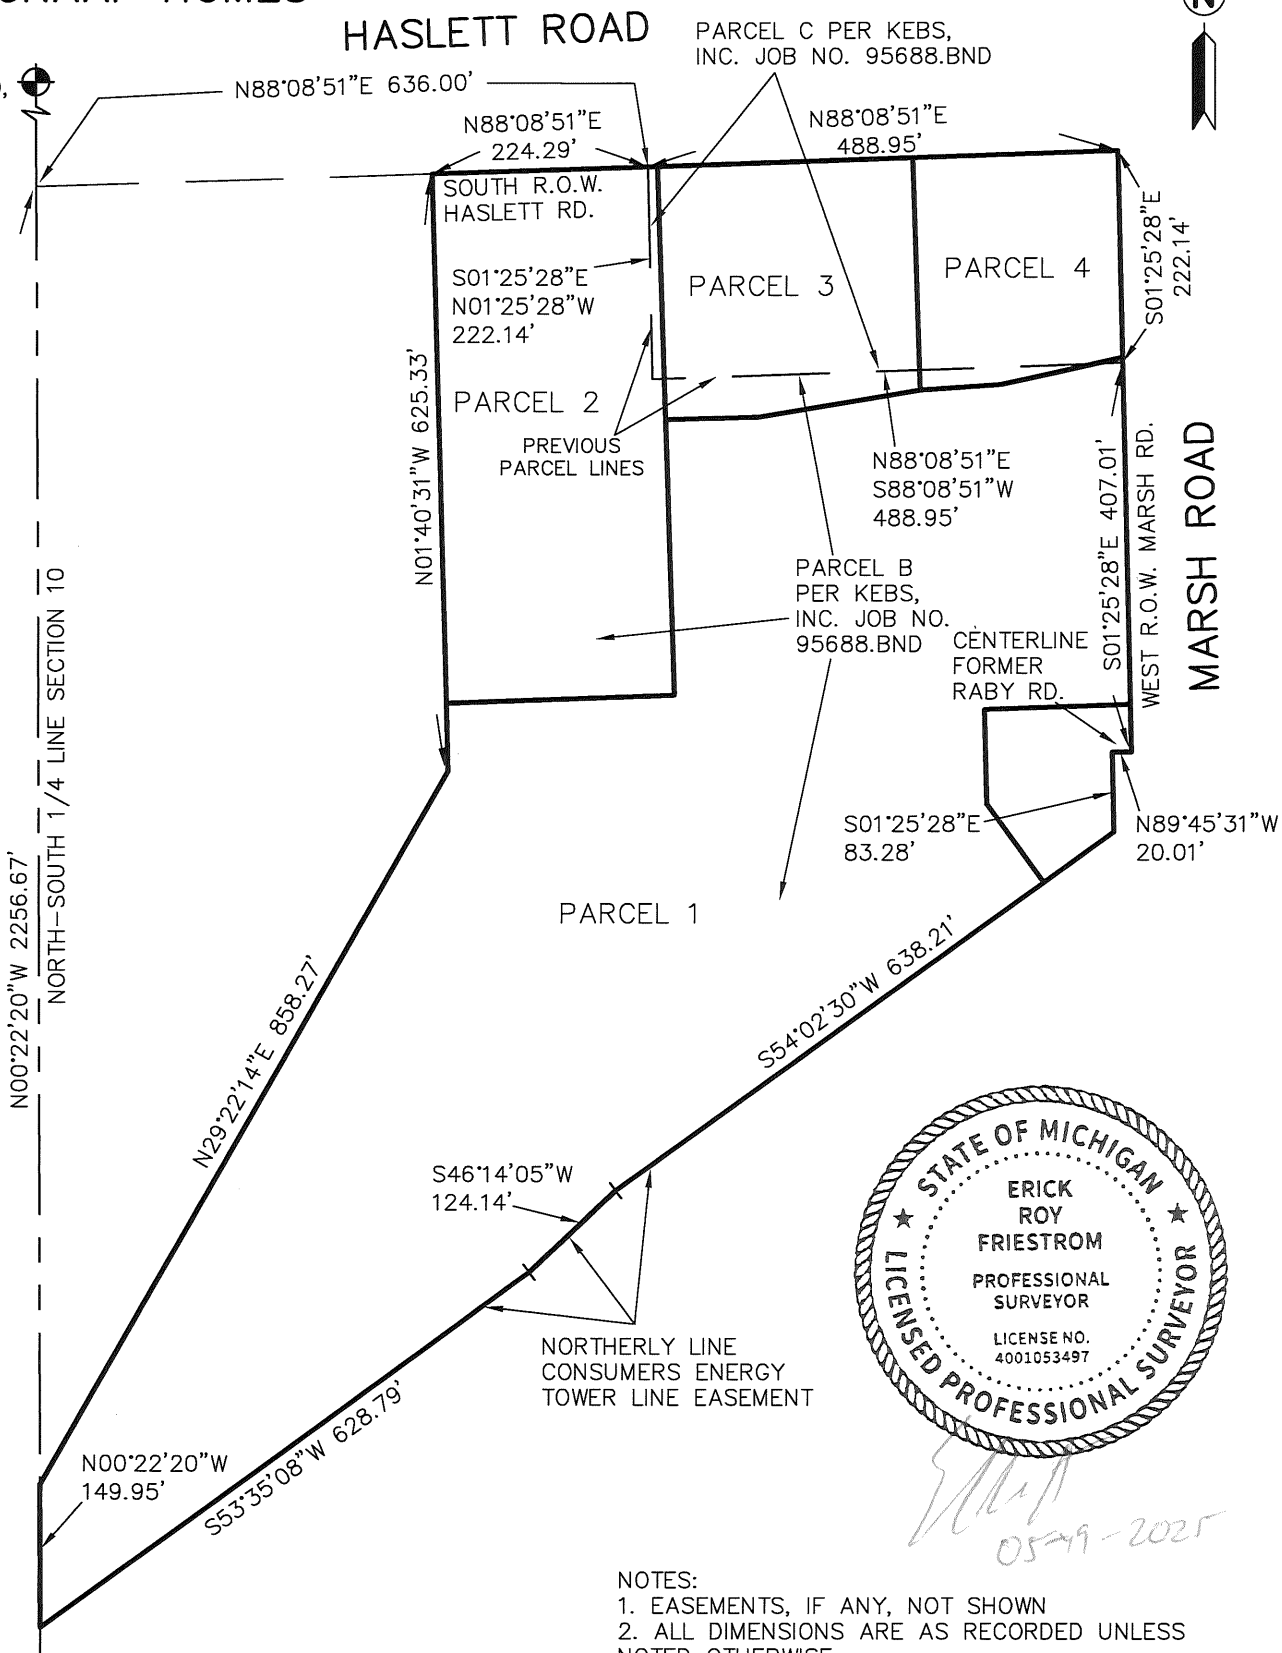 HOMES
HASLETT ROAD
PARCEL C PER KEBS,
INC. JOB NO. 95688.BND
N
N88°08'51"E 636.00'
N88°08'51"E
224.29'
N88°08'51"E
488.95'
SOUTH R.O.W.
HASLETT RD.
S01°25'28"E
222.14'
S01°25'28"E
N01°25'28"W
222.14'
PARCEL 3
PARCEL 4
N01°40'31"W 625.33'
PARCEL 2
PREVIOUS
PARCEL LINES
N88°08'51"E
S88°08'51"W
488.95'
S01°25'28"E 407.01'
WEST R.O.W. MARSH RD.
MARSH ROAD
PARCEL B
PER KEBS,
INC. JOB NO.
95688.BND
CENTERLINE
FORMER
RABY RD.
NORTH-SOUTH 1/4 LINE SECTION 10
N00°22'20"W 2256.67'
S01°25'28"E
83.28'
N89°45'31"W
20.01'
PARCEL 1
N29°22'14"E 858.27'
S54°02'30"W 638.21'
S46°14'05"W
124.14'
NORTHERLY LINE
CONSUMERS ENERGY
TOWER LINE EASEMENT
S53°35'08"W 628.79'
N00°22'20"W
149.95'
STATE OF MICHIGAN
ERICK
ROY
FRIESTROM
PROFESSIONAL
SURVEYOR
LICENSE NO.
4001053497
LICENSED PROFESSIONAL SURVEYOR
NOTES:
1. EASEMENTS, IF ANY, NOT SHOWN
2. ALL DIMENSIONS ARE AS RECORDED UNLESS
NOTED OTHERWISE